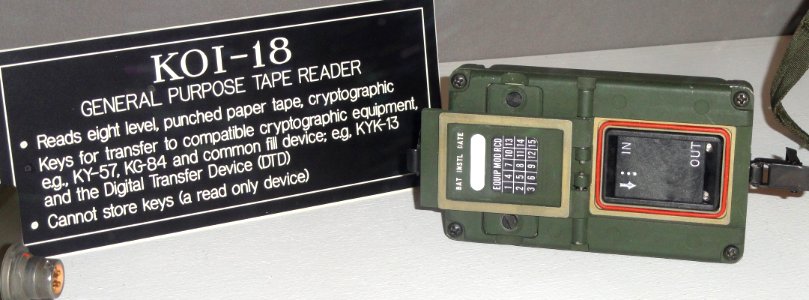 KOI-18
GENERAL PURPOSE TAPE READER
• Reads eight level, punched paper tape, cryptographic
• Keys for transfer to compatible cryptographic equipment,
e.g., KY-57, KG-84 and common fill device; e.g, KYK-13
and the Digital Transfer Device (DTD)
• Cannot store keys (a read only device)
BAT INSTL DATE
EQUIP MOD RCD
1 4 7 10 13
2 5 8 11 14
3 6 9 12 15
IN
OUT